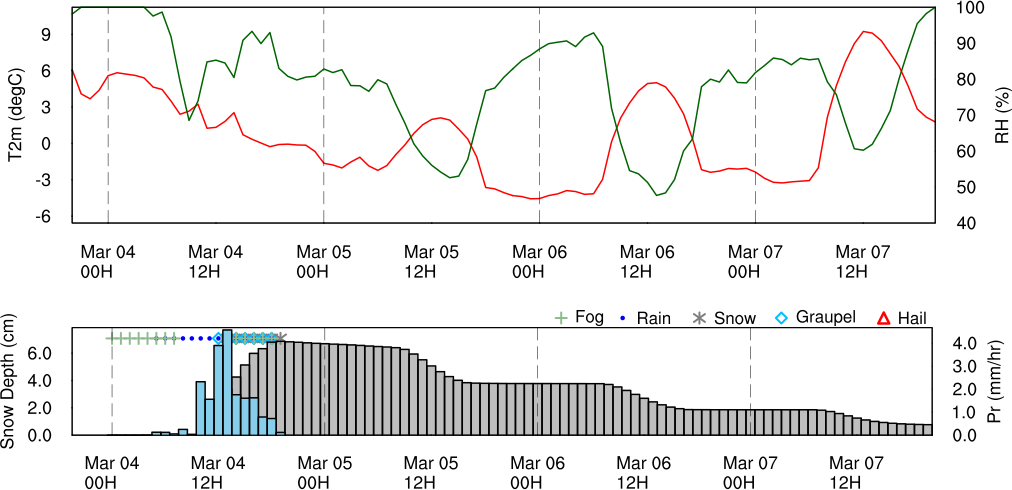 T2m (degC)
9
6
3
0
-3
-6
100
90
80
70
60
50
40
RH (%)
Mar 04 Mar 04 Mar 05 Mar 05 Mar 06 Mar 06 Mar 07 Mar 07
00H 12H 00H 12H 00H 12H 00H 12H
Fog Rain Snow Graupel Hail
Snow Depth (cm)
6.0
4.0
2.0
0.0
4.0
3.0
2.0
1.0
0.0
Pr (mm/hr)
Mar 04 Mar 04 Mar 05 Mar 05 Mar 06 Mar 06 Mar 07 Mar 07
00H 12H 00H 12H 00H 12H 00H 12H